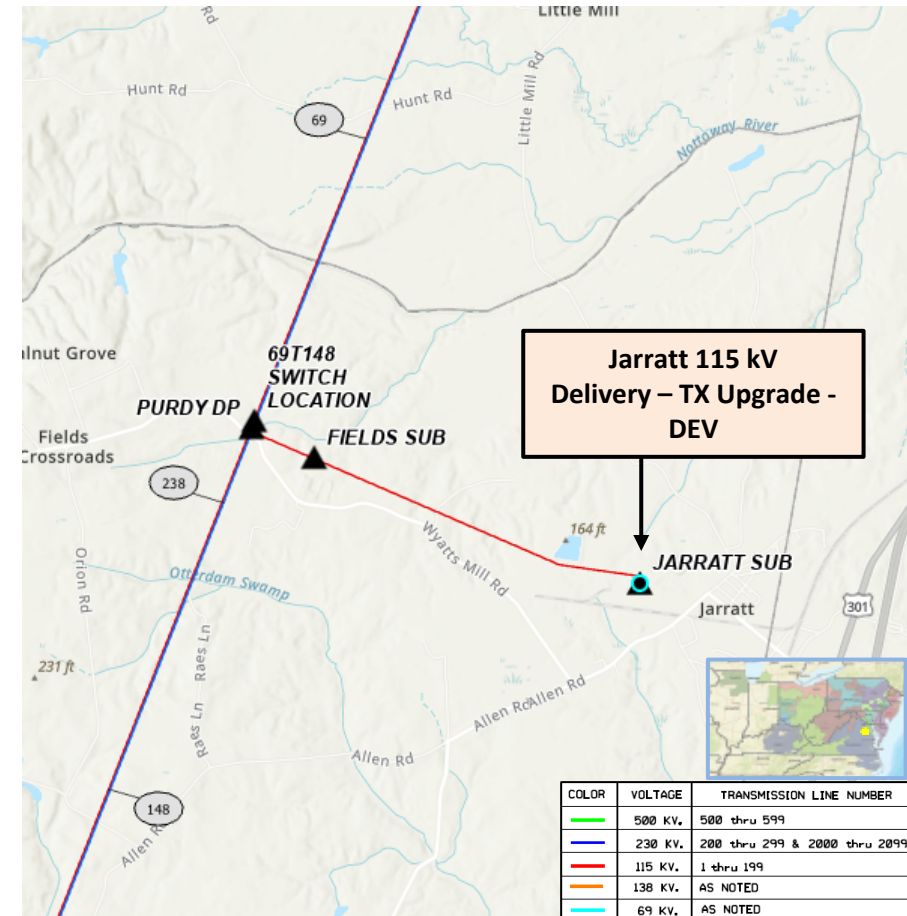 Little Mill
Rd
Hunt Rd
69
Hunt Rd
Little Mill Rd
Nottoway River
alnut Grove
69T148
SWITCH
LOCATION
PURDY DP
Fields
Crossroads
FIELDS SUB
Jarratt 115 kV
Delivery – TX Upgrade -
DEV
238
Wyatts Mill Rd
164 ft
JARRATT SUB
Orion Rd
Otterdam Swamp
Jarratt
301
231 ft
Raes Ln
Raes Ln
Allen Rd
Allen Rd
Allen Rd
148
Allen Rd
COLOR VOLTAGE TRANSMISSION LINE NUMBER
500 KV. 500 thru 599
230 KV. 200 thru 299 & 2000 thru 2099
115 KV. 1 thru 199
138 KV. AS NOTED
69 KV. AS NOTED